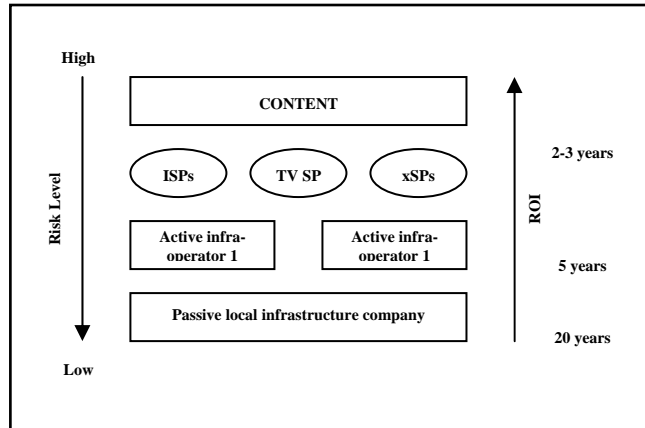 High
CONTENT
2-3 years
ISPs
TV SP
xSPs
Risk Level
ROI
Active infra-
operator 1
Active infra-
operator 1
5 years
Passive local infrastructure company
20 years
Low